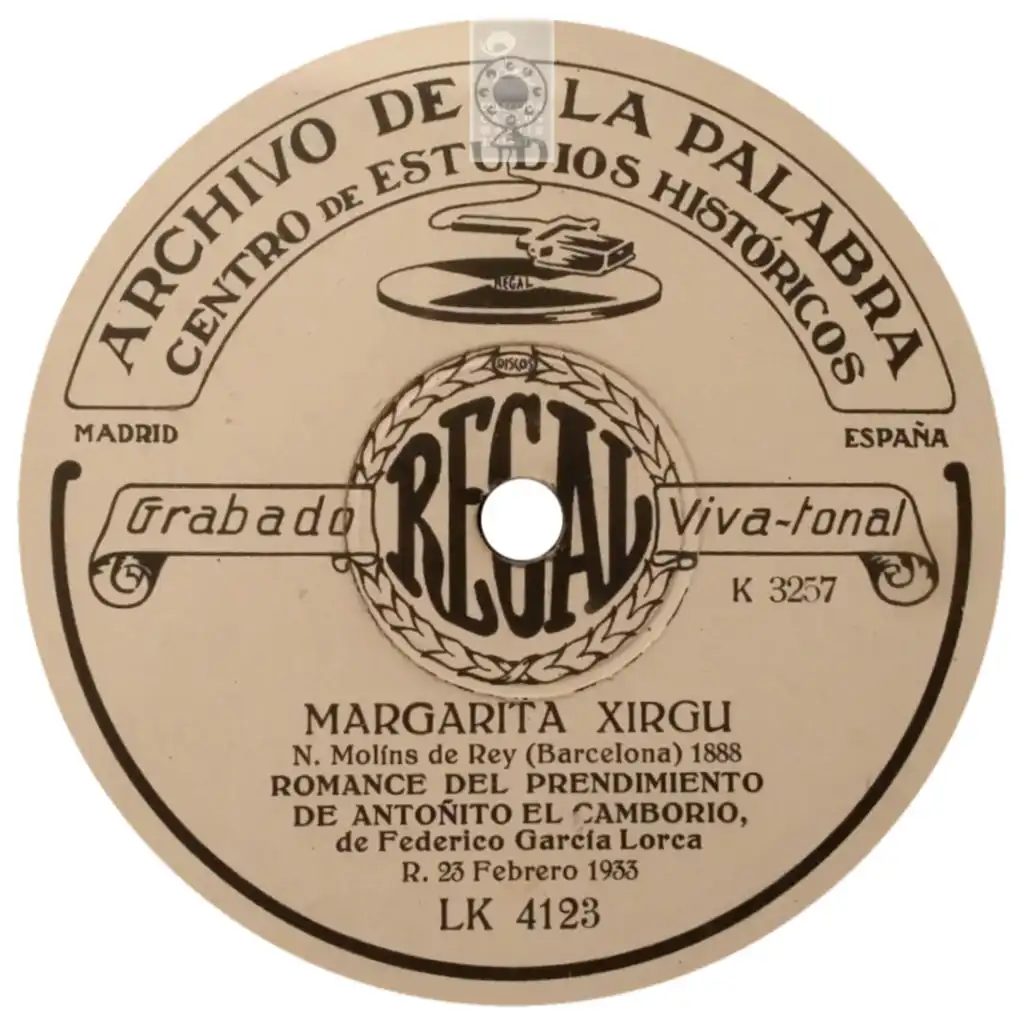 ARCHIVO DE LA PALABRA
CENTRO DE ESTUDIOS HISTÓRICOS
REGAL
MADRID
ESPAÑA
DISCOS
REGAL
Grabado
Viva-tonal
K 3257
MARGARITA XIRGU
N. Molíns de Rey (Barcelona) 1888
ROMANCE DEL PRENDIMIENTO
DE ANTOÑITO EL CAMBORIO,
de Federico García Lorca
R. 23 Febrero 1933
LK 4123